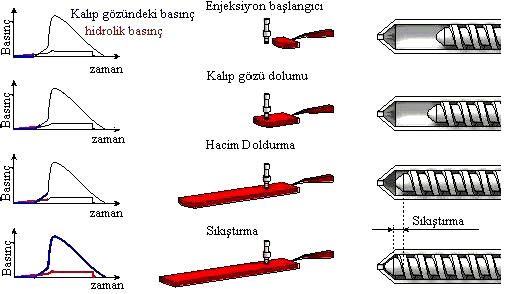 Basınç
Kalıp gözündeki basınç
hidrolik basınç
zaman
Enjeksiyon başlangıcı
Basınç
zaman
Kalıp gözü dolumu
Basınç
zaman
Hacim Doldurma
Basınç
zaman
Sıkıştırma
Sıkıştırma